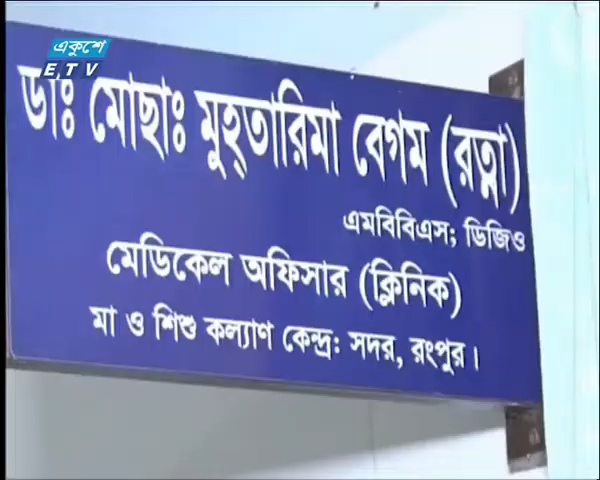 একুশে
ETV
ডাঃ মোছাঃ মুহ্তারিমা বেগম (রত্না)
এমবিবিএস; ডিজিও
মেডিকেল অফিসার (ক্লিনিক)
মা ও শিশু কল্যাণ কেন্দ্র: সদর, রংপুর।